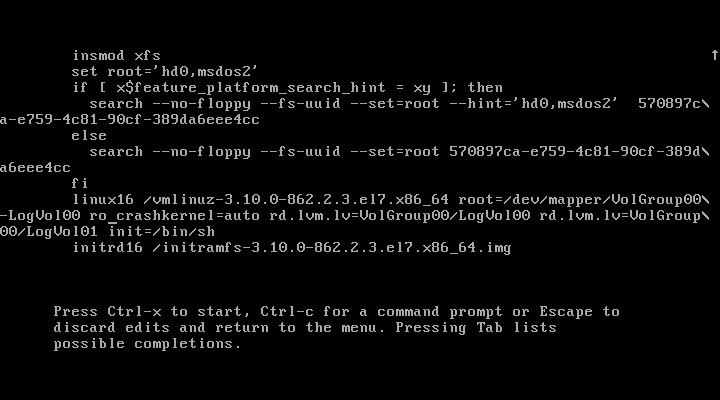 insmod xfs
set root='hd0,msdos2'
if [ x$feature_platform_search_hint = xy ]; then
search --no-floppy --fs-uuid --set=root --hint='hd0,msdos2'  570897c\
a-e759-4c81-90cf-389da6eee4cc
else
search --no-floppy --fs-uuid --set=root 570897ca-e759-4c81-90cf-389d\
a6eee4cc
fi
linux16 /vmlinuz-3.10.0-862.2.3.el7.x86_64 root=/dev/mapper/VolGroup00\
-LogVol00 ro_crashkernel=auto rd.lvm.lv=VolGroup00/LogVol00 rd.lvm.lv=VolGroup\
00/LogVol01 init=/bin/sh
initrd16 /initramfs-3.10.0-862.2.3.el7.x86_64.img
Press Ctrl-x to start, Ctrl-c for a command prompt or Escape to
discard edits and return to the menu. Pressing Tab lists
possible completions.